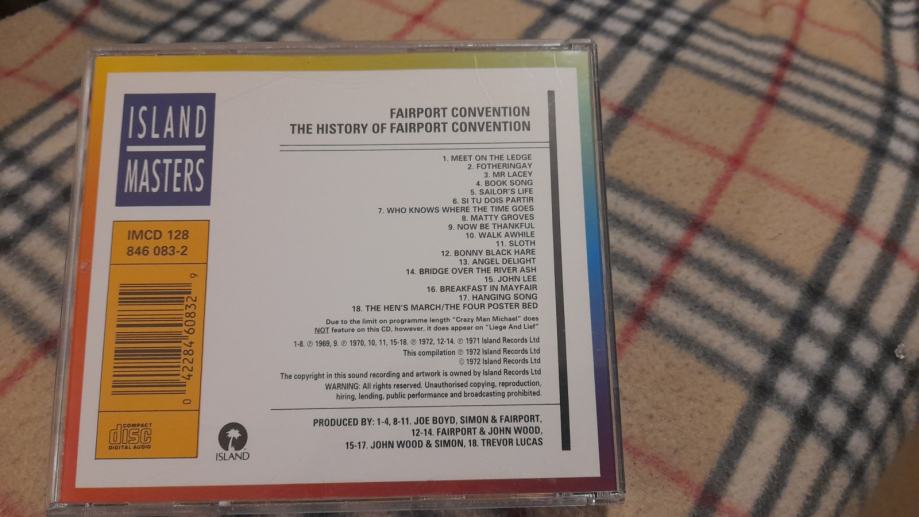 ISLAND
MASTERS
IMCD 128
846 083-2
0 42284 60832 9
COMPACT
disc
DIGITAL AUDIO
ISLAND
FAIRPORT CONVENTION
THE HISTORY OF FAIRPORT CONVENTION
1. MEET ON THE LEDGE
2. FOTHERINGAY
3. MR LACEY
4. BOOK SONG
5. SAILOR'S LIFE
6. SI TU DOIS PARTIR
7. WHO KNOWS WHERE THE TIME GOES
8. MATTY GROVES
9. NOW BE THANKFUL
10. WALK AWHILE
11. SLOTH
12. BONNY BLACK HARE
13. ANGEL DELIGHT
14. BRIDGE OVER THE RIVER ASH
15. JOHN LEE
16. BREAKFAST IN MAYFAIR
17. HANGING SONG
18. THE HEN'S MARCH/THE FOUR POSTER BED
Due to the limit on programme length "Crazy Man Michael" does
NOT feature on this CD, however, it does appear on "Liege And Lief"
1-8. ℗ 1969, 9. ℗ 1970, 10, 11, 15-18. ℗ 1972, 12-14. ℗ 1971 Island Records Ltd
This compilation ℗ 1972 Island Records Ltd
© 1972 Island Records Ltd
The copyright in this sound recording and artwork is owned by Island Records Ltd
WARNING: All rights reserved. Unauthorised copying, reproduction,
hiring, lending, public performance and broadcasting prohibited.
PRODUCED BY: 1-4, 8-11. JOE BOYD, SIMON & FAIRPORT,
12-14. FAIRPORT & JOHN WOOD,
15-17. JOHN WOOD & SIMON, 18. TREVOR LUCAS